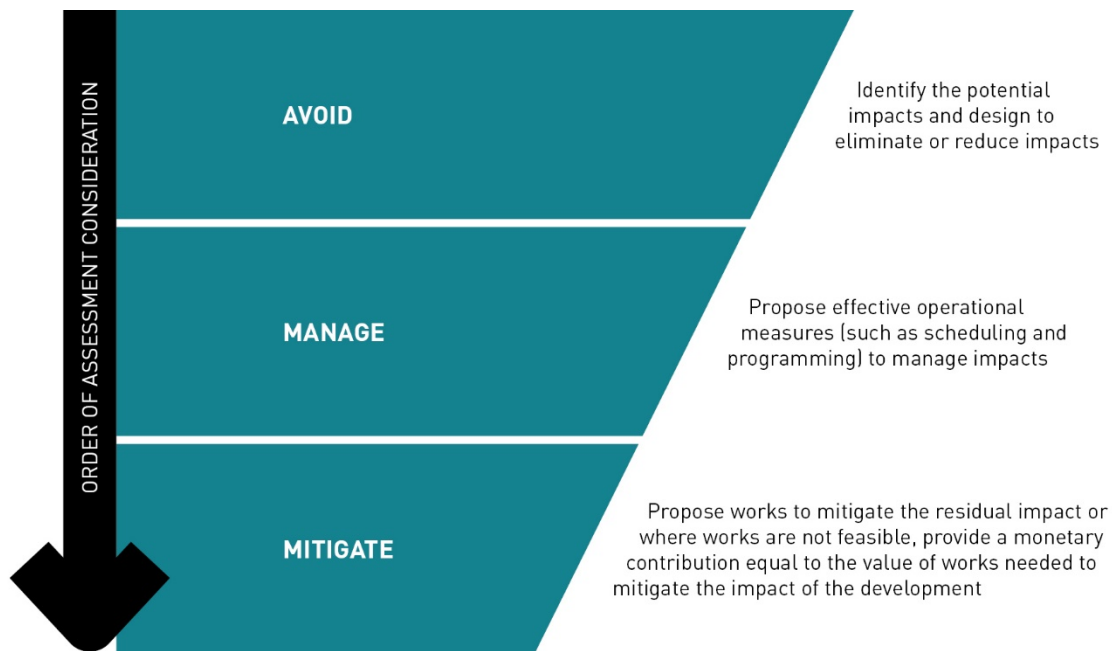 ORDER OF ASSESSMENT CONSIDERATION
AVOID
Identify the potential
impacts and design to
eliminate or reduce impacts
MANAGE
Propose effective operational
measures (such as scheduling and
programming) to manage impacts
MITIGATE
Propose works to mitigate the residual impact or
where works are not feasible, provide a monetary
contribution equal to the value of works needed to
mitigate the impact of the development